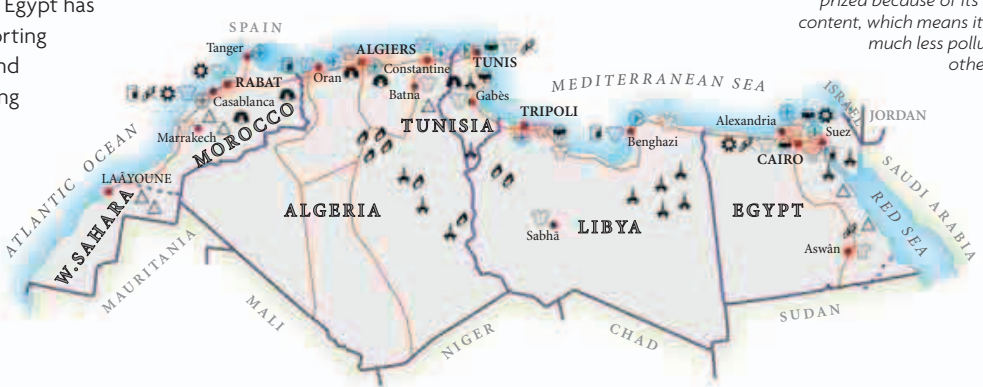 Egypt has
orting
nd
ng
prized because of its
content, which means it
much less pollu
othe
SPAIN
Tanger
ALGIERS
Constantine
TUNIS
Oran
RABAT
Casablanca
Batna
Gabès
MEDITERRANEAN SEA
TRIPOLI
Benghazi
Alexandria
ISRAEL
JORDAN
Suez
CAIRO
Marrakech
MOROCCO
TUNISIA
ATLANTIC OCEAN
LAÂYOUNE
W. SAHARA
ALGERIA
Sabhā
LIBYA
EGYPT
Aswân
RED SEA
SAUDI ARABIA
MAURITANIA
MALI
NIGER
CHAD
SUDAN